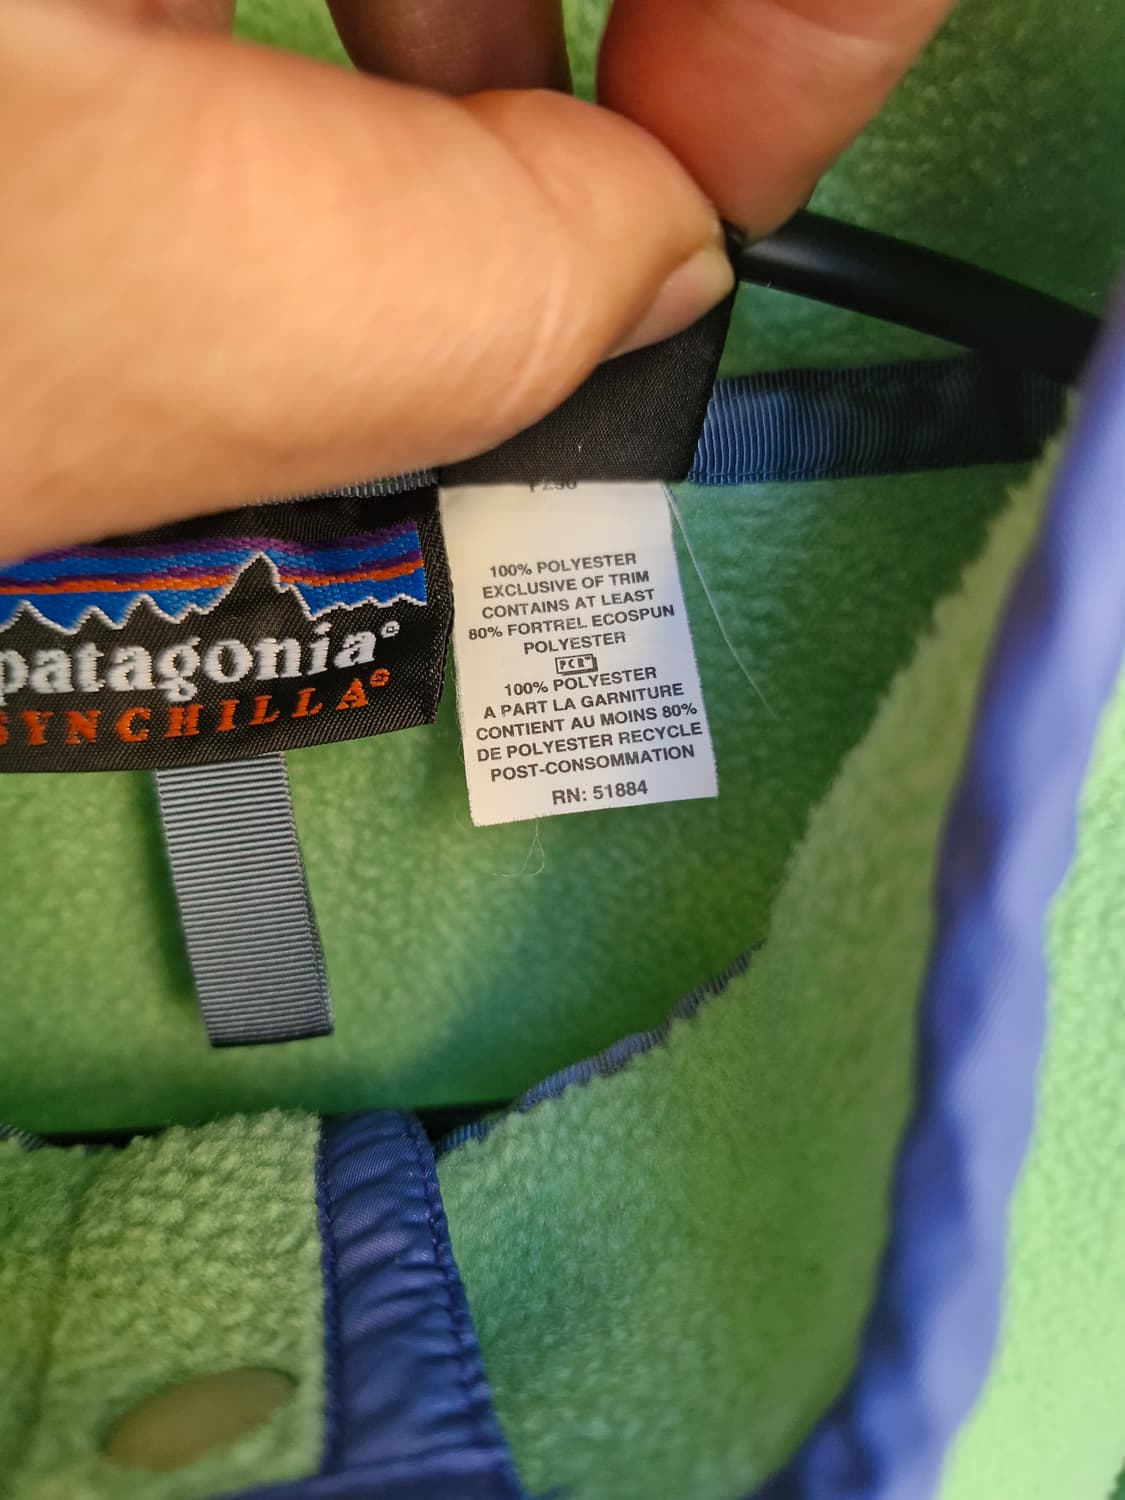 patagonia®
SYNCHILLA®
100% POLYESTER
EXCLUSIVE OF TRIM
CONTAINS AT LEAST
80% FORTREL ECOSPUN
POLYESTER
PCR™
100% POLYESTER
A PART LA GARNITURE
CONTIENT AU MOINS 80%
DE POLYESTER RECYCLE
POST-CONSOMMATION
RN: 51884